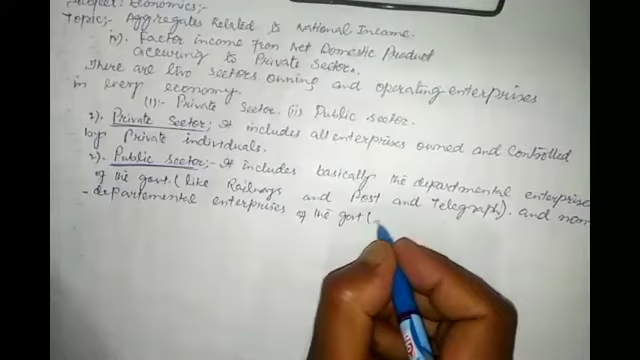 Subject: Economics;-
Topic;- Aggregates Related to National Income.
iv). Factor income from Net Domestic Product
accruing to Private Sector.
There are two sectors owning and operating enterprises
in every economy.
(i):- Private Sector. (ii) Public sector.
1). Private Sector; It includes all enterprises owned and controlled
by Private individuals.
2). Public sector;- It includes basically the departmental enterprise
of the govt. (like Railways and Post and Telegraph). and non
-departemental enterprises of the govt (